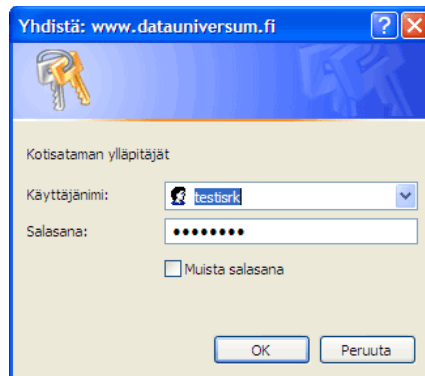 Yhdistä: www.datauniversum.fi
Kotisataman ylläpitäjät
Käyttäjänimi: testisrk
Salasana: ••••••••
Muista salasana
OK Peruuta